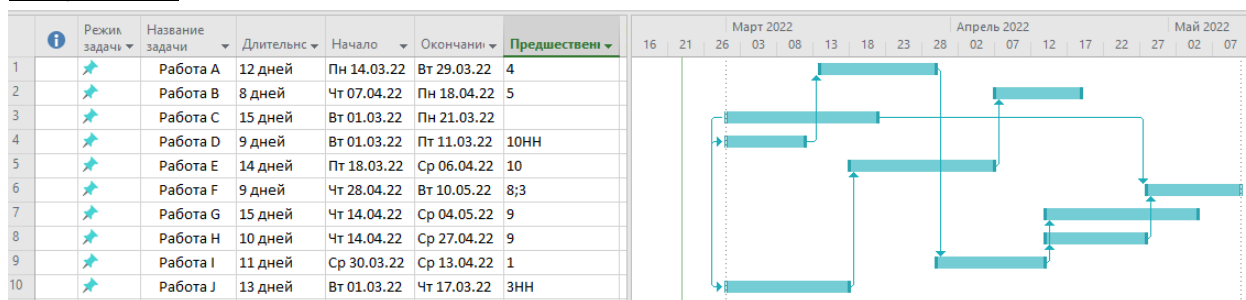 Март 2022 Апрель 2022 Май 2022
Режим задачи Название задачи Длительнс Начало Окончани Предшествен
16 21 26 03 08 13 18 23 28 02 07 12 17 22 27 02 07
1 Работа A 12 дней Пн 14.03.22 Вт 29.03.22 4
2 Работа B 8 дней Чт 07.04.22 Пн 18.04.22 5
3 Работа C 15 дней Вт 01.03.22 Пн 21.03.22
4 Работа D 9 дней Вт 01.03.22 Пт 11.03.22 10НН
5 Работа E 14 дней Пт 18.03.22 Ср 06.04.22 10
6 Работа F 9 дней Чт 28.04.22 Вт 10.05.22 8;3
7 Работа G 15 дней Чт 14.04.22 Ср 04.05.22 9
8 Работа H 10 дней Чт 14.04.22 Ср 27.04.22 9
9 Работа I 11 дней Ср 30.03.22 Ср 13.04.22 1
10 Работа J 13 дней Вт 01.03.22 Чт 17.03.22 3НН